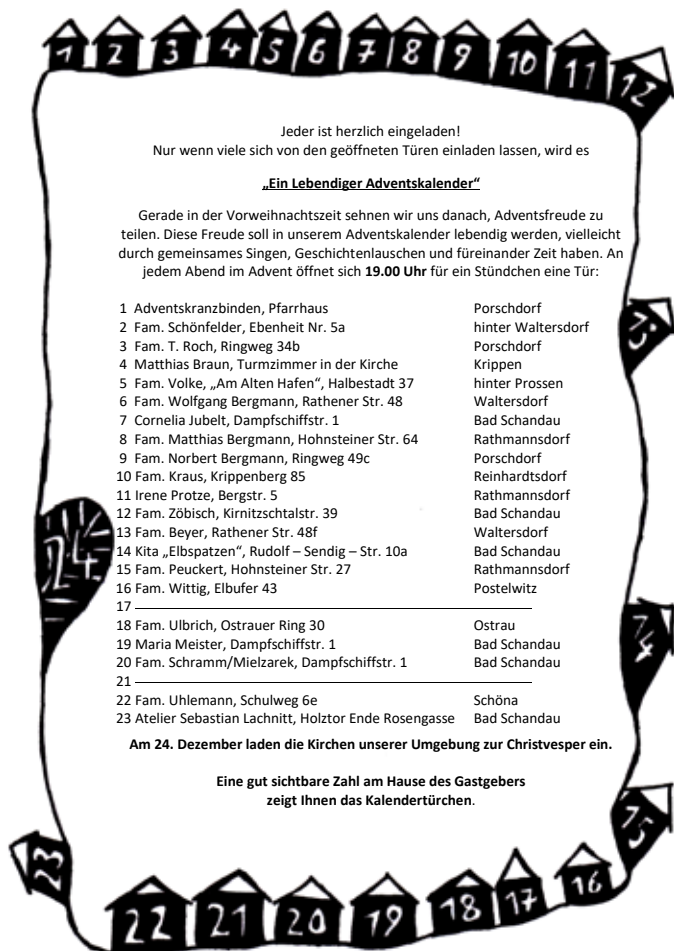 1 2 3 4 5 6 7 8 9 10 11 12
Jeder ist herzlich eingeladen!
Nur wenn viele sich von den geöffneten Türen einladen lassen, wird es
„Ein Lebendiger Adventskalender“
Gerade in der Vorweihnachtszeit sehnen wir uns danach, Adventsfreude zu
teilen. Diese Freude soll in unserem Adventskalender lebendig werden, vielleicht
durch gemeinsames Singen, Geschichtenlauschen und füreinander Zeit haben. An
jedem Abend im Advent öffnet sich 19.00 Uhr für ein Stündchen eine Tür:
1 Adventskranzbinden, Pfarrhaus Porschdorf
2 Fam. Schönfelder, Ebenheit Nr. 5a hinter Waltersdorf
3 Fam. T. Roch, Ringweg 34b Porschdorf
4 Matthias Braun, Turmzimmer in der Kirche Krippen
5 Fam. Volke, „Am Alten Hafen“, Halbestadt 37 hinter Prossen
6 Fam. Wolfgang Bergmann, Rathener Str. 48 Waltersdorf
7 Cornelia Jubelt, Dampfschiffstr. 1 Bad Schandau
8 Fam. Matthias Bergmann, Hohnsteiner Str. 64 Rathmannsdorf
9 Fam. Norbert Bergmann, Ringweg 49c Porschdorf
10 Fam. Kraus, Krippenberg 85 Reinhardtsdorf
11 Irene Protze, Bergstr. 5 Rathmannsdorf
12 Fam. Zöbisch, Kirnitzschtalstr. 39 Bad Schandau
13 Fam. Beyer, Rathener Str. 48f Waltersdorf
14 Kita „Elbspatzen“, Rudolf – Sendig – Str. 10a Bad Schandau
15 Fam. Peuckert, Hohnsteiner Str. 27 Rathmannsdorf
16 Fam. Wittig, Elbufer 43 Postelwitz
17
18 Fam. Ulbrich, Ostrauer Ring 30 Ostrau
19 Maria Meister, Dampfschiffstr. 1 Bad Schandau
20 Fam. Schramm/Mielzarek, Dampfschiffstr. 1 Bad Schandau
21
22 Fam. Uhlemann, Schulweg 6e Schöna
23 Atelier Sebastian Lachnitt, Holztor Ende Rosengasse Bad Schandau
Am 24. Dezember laden die Kirchen unserer Umgebung zur Christvesper ein.
Eine gut sichtbare Zahl am Hause des Gastgebers
zeigt Ihnen das Kalendertürchen.
13
24
14
15
23
22 21 20 19 18 17 16